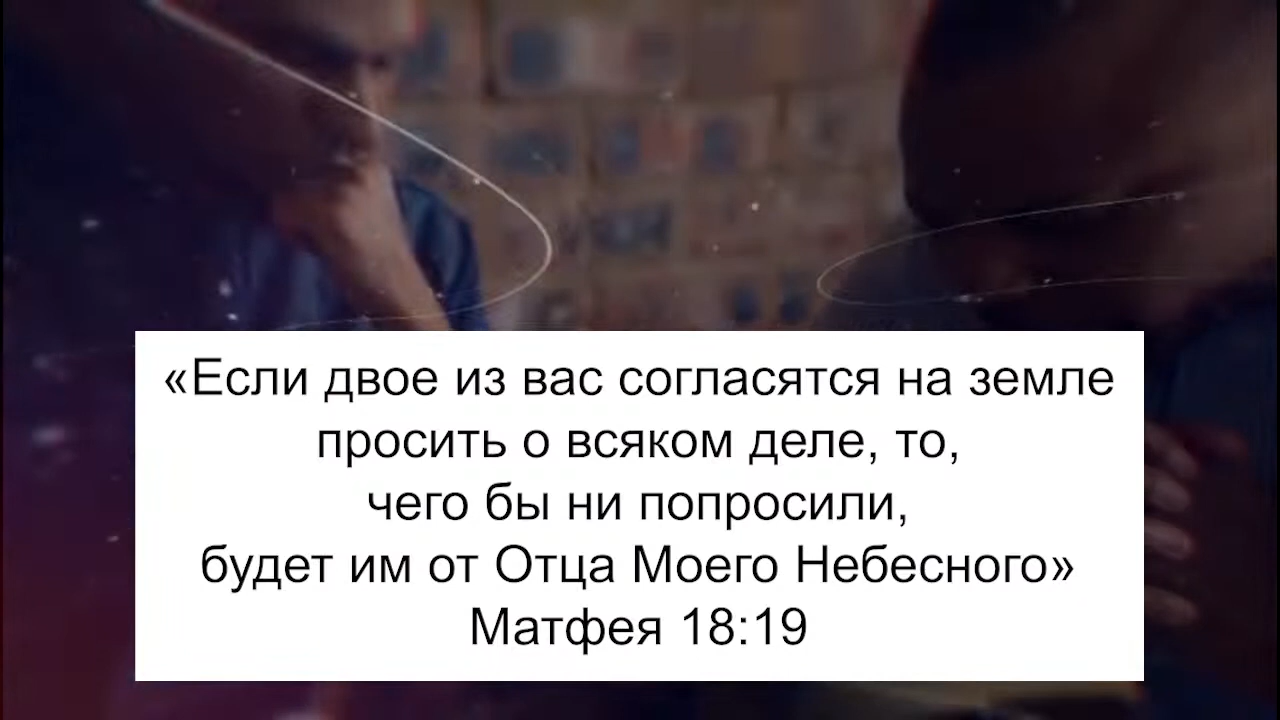 «Если двое из вас согласятся на земле
просить о всяком деле, то,
чего бы ни попросили,
будет им от Отца Моего Небесного»
Матфея 18:19